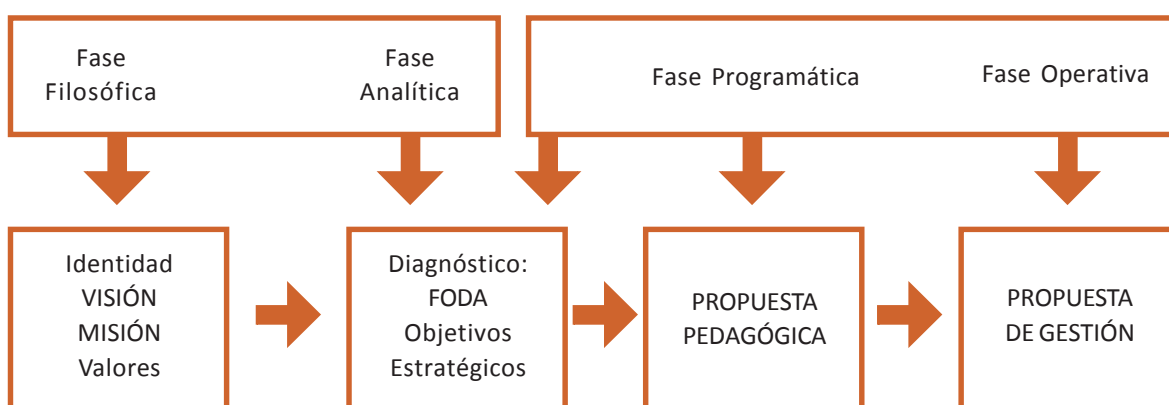 Fase
Filosófica
Fase
Analítica
Fase Programática
Fase Operativa
Identidad
VISIÓN
MISIÓN
Valores
Diagnóstico:
FODA
Objetivos
Estratégicos
PROPUESTA
PEDAGÓGICA
PROPUESTA
DE GESTIÓN